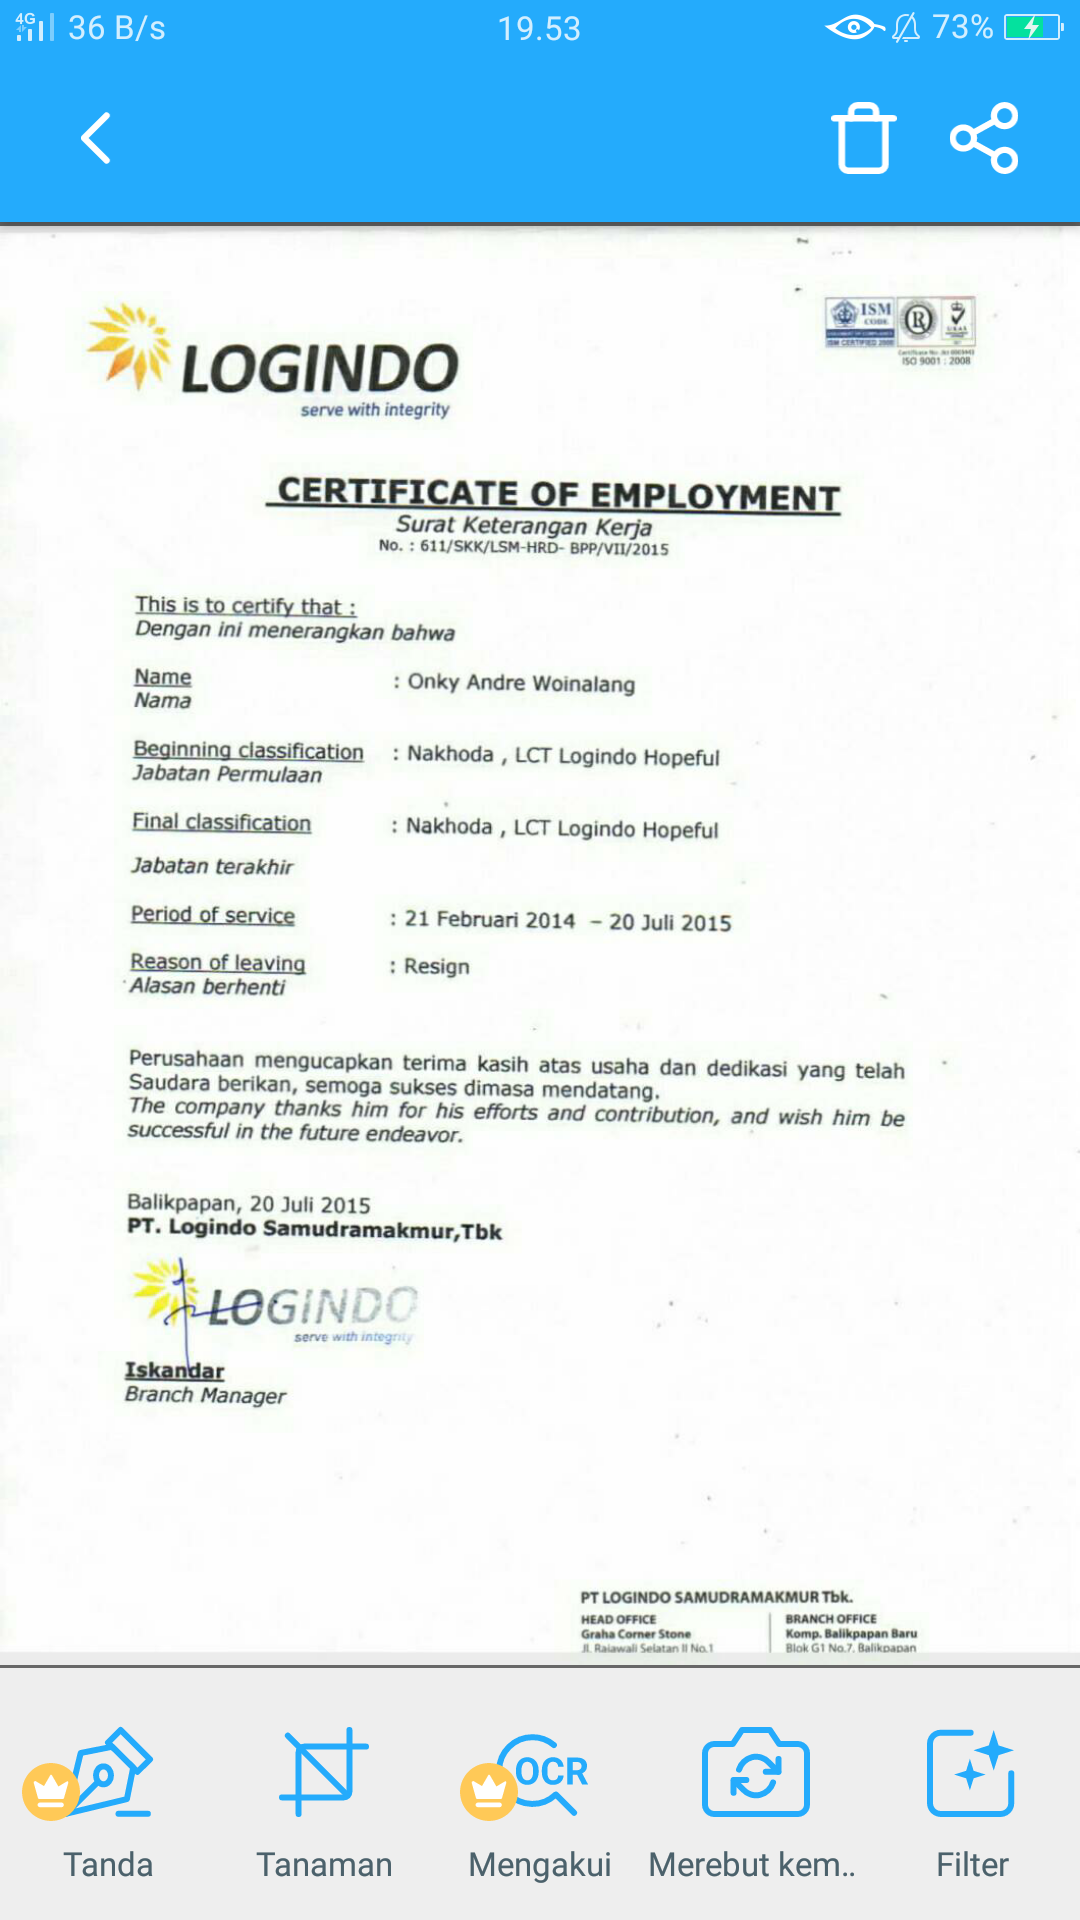 4G 36 B/s 19.53 73%
LOGINDO
serve with integrity
ISM
CODE
ISM CERTIFIED 2000
R
UKAS
ISO 9001 : 2008
CERTIFICATE OF EMPLOYMENT
Surat Keterangan Kerja
No. : 611/SKK/LSM-HRD- BPP/VII/2015
This is to certify that :
Dengan ini menerangkan bahwa
Name : Onky Andre Woinalang
Nama
Beginning classification : Nakhoda , LCT Logindo Hopeful
Jabatan Permulaan
Final classification : Nakhoda , LCT Logindo Hopeful
Jabatan terakhir
Period of service : 21 Februari 2014 – 20 Juli 2015
Reason of leaving : Resign
Alasan berhenti
Perusahaan mengucapkan terima kasih atas usaha dan dedikasi yang telah
Saudara berikan, semoga sukses dimasa mendatang.
The company thanks him for his efforts and contribution, and wish him be
successful in the future endeavor.
Balikpapan, 20 Juli 2015
PT. Logindo Samudramakmur,Tbk
LOGINDO
serve with integrity
Iskandar
Branch Manager
PT LOGINDO SAMUDRAMAKMUR Tbk.
HEAD OFFICE
Graha Corner Stone
Jl. Rajawali Selatan II No.1
BRANCH OFFICE
Komp. Balikpapan Baru
Blok G1 No.7, Balikpapan
OCR
Tanda Tanaman Mengakui Merebut kem.. Filter